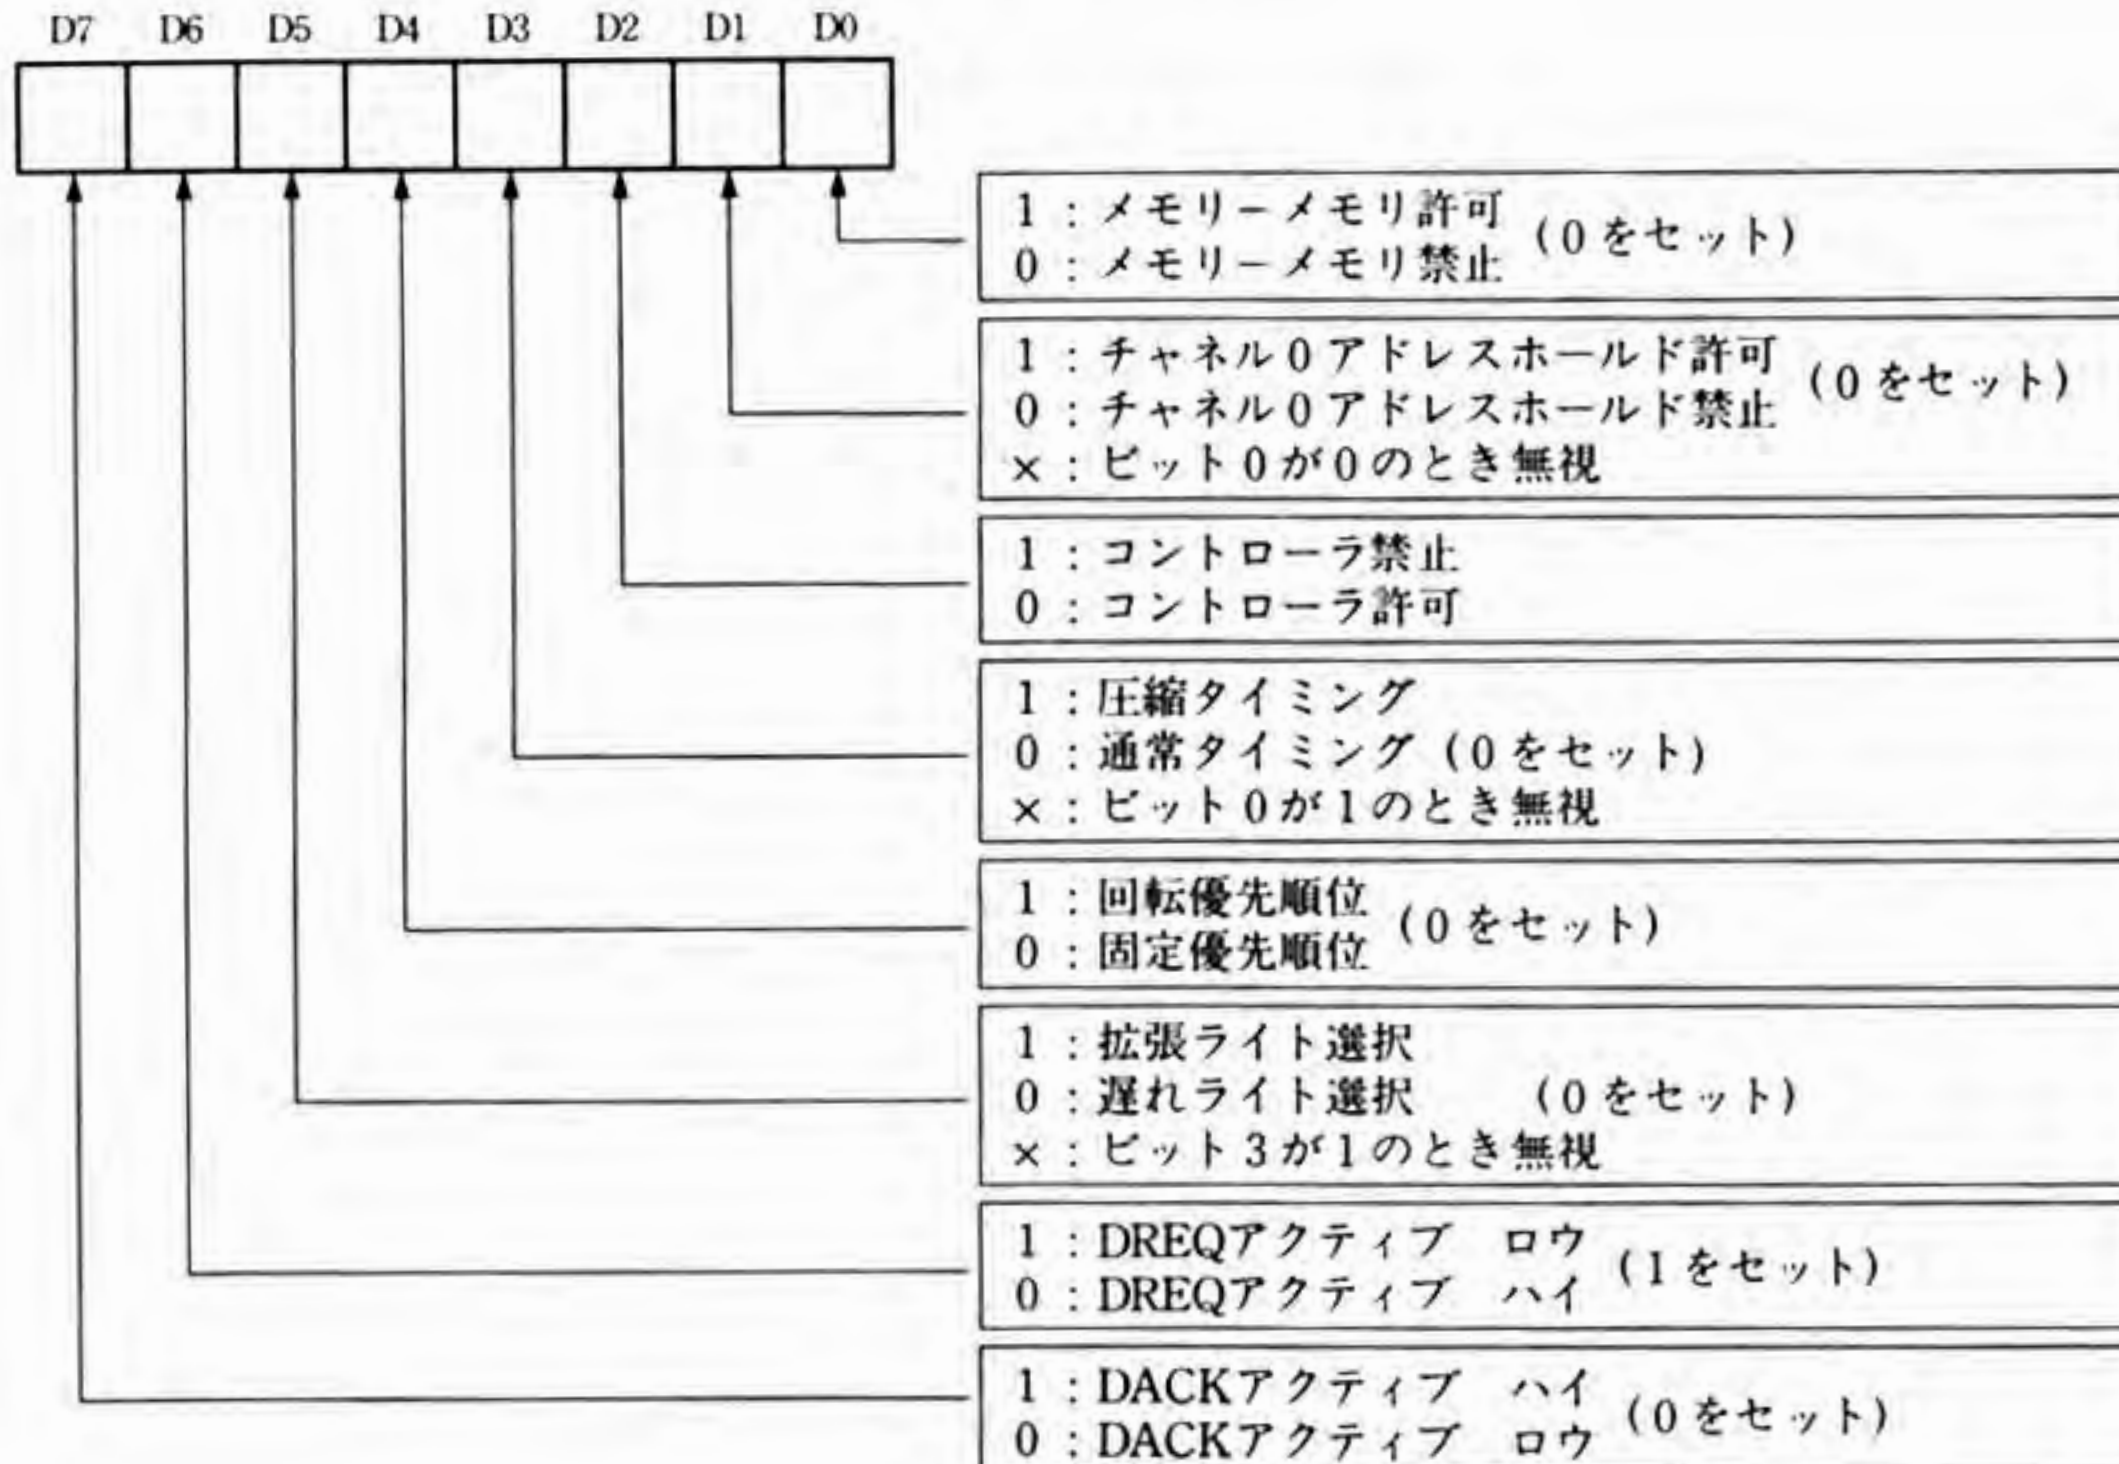 D7 D6 D5 D4 D3 D2 D1 D0
1 : メモリーメモリ許可
0 : メモリーメモリ禁止 (0をセット)
1 : チャネル0アドレスホールド許可
0 : チャネル0アドレスホールド禁止 (0をセット)
× : ビット0が0のとき無視
1 : コントローラ禁止
0 : コントローラ許可
1 : 圧縮タイミング
0 : 通常タイミング (0をセット)
× : ビット0が1のとき無視
1 : 回転優先順位
0 : 固定優先順位 (0をセット)
1 : 拡張ライト選択
0 : 遅れライト選択 (0をセット)
× : ビット3が1のとき無視
1 : DREQアクティブ ロウ
0 : DREQアクティブ ハイ (1をセット)
1 : DACKアクティブ ハイ
0 : DACKアクティブ ロウ (0をセット)